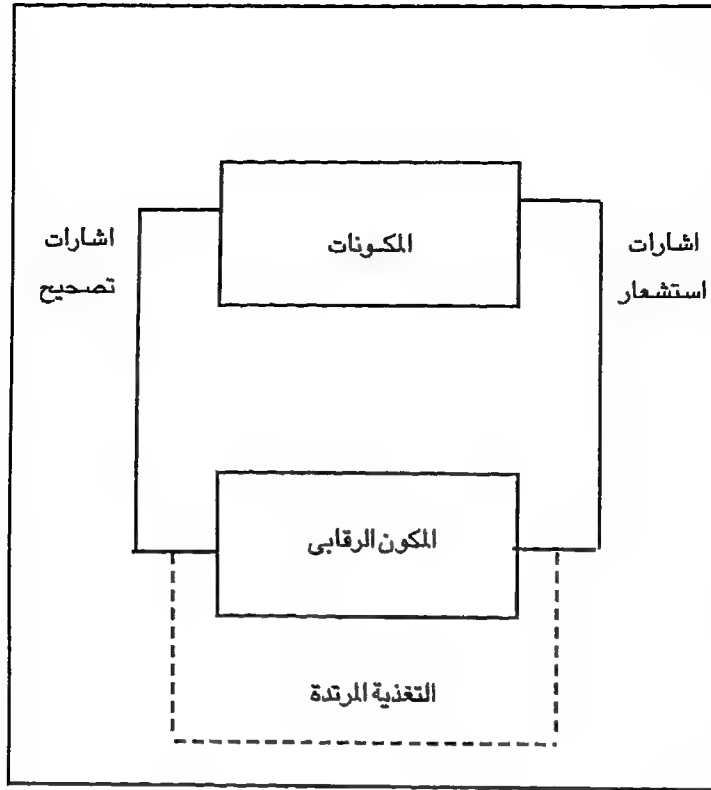 المكونات
اشارات
استشعار
اشارات
تصحيح
المكون الرقابى
التغذية المرتدة